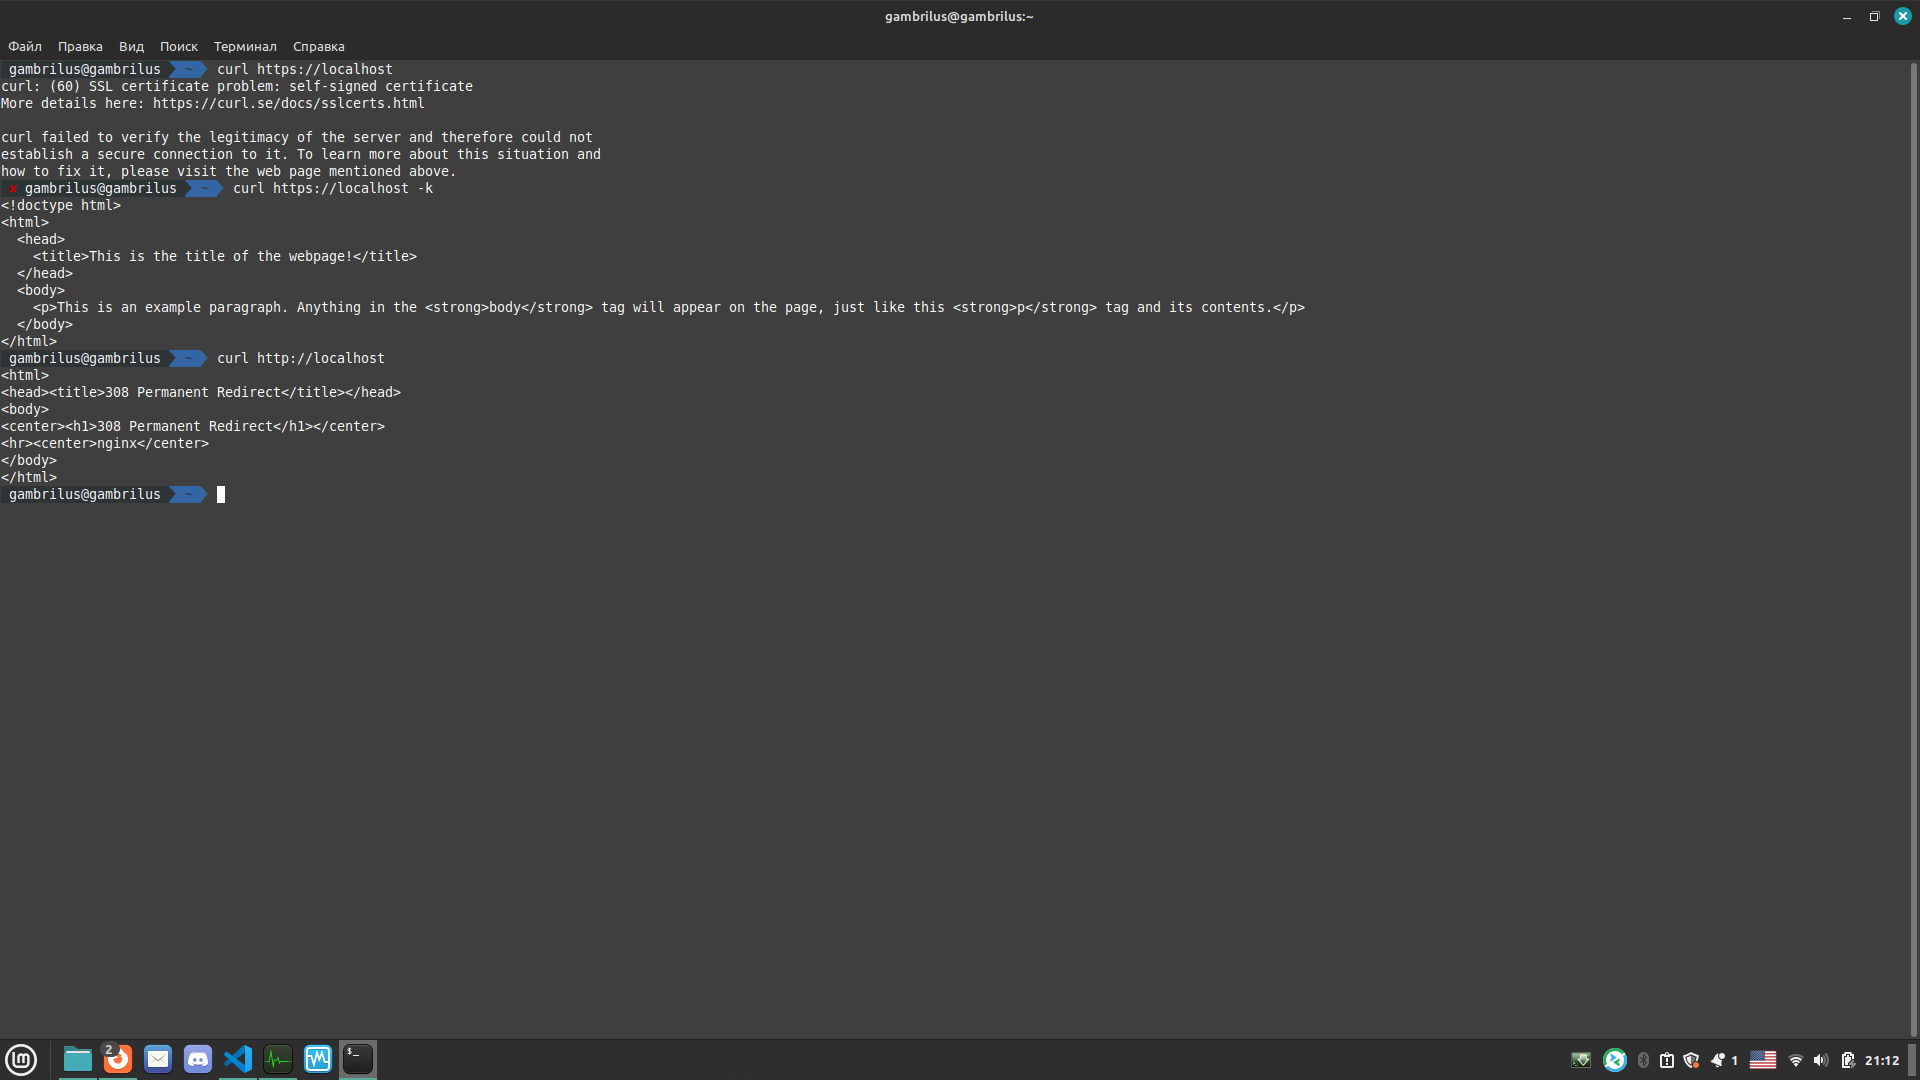 gambrilus@gambrilus:~
Файл Правка Вид Поиск Терминал Справка
gambrilus@gambrilus ~ curl https://localhost
curl: (60) SSL certificate problem: self-signed certificate
More details here: https://curl.se/docs/sslcerts.html
curl failed to verify the legitimacy of the server and therefore could not
establish a secure connection to it. To learn more about this situation and
how to fix it, please visit the web page mentioned above.
✘ gambrilus@gambrilus ~ curl https://localhost -k
<!doctype html>
<html>
  <head>
    <title>This is the title of the webpage!</title>
  </head>
  <body>
    <p>This is an example paragraph. Anything in the <strong>body</strong> tag will appear on the page, just like this <strong>p</strong> tag and its contents.</p>
  </body>
</html>
gambrilus@gambrilus ~ curl http://localhost
<html>
<head><title>308 Permanent Redirect</title></head>
<body>
<center><h1>308 Permanent Redirect</h1></center>
<hr><center>nginx</center>
</body>
</html>
gambrilus@gambrilus ~
2
$_
1
21:12